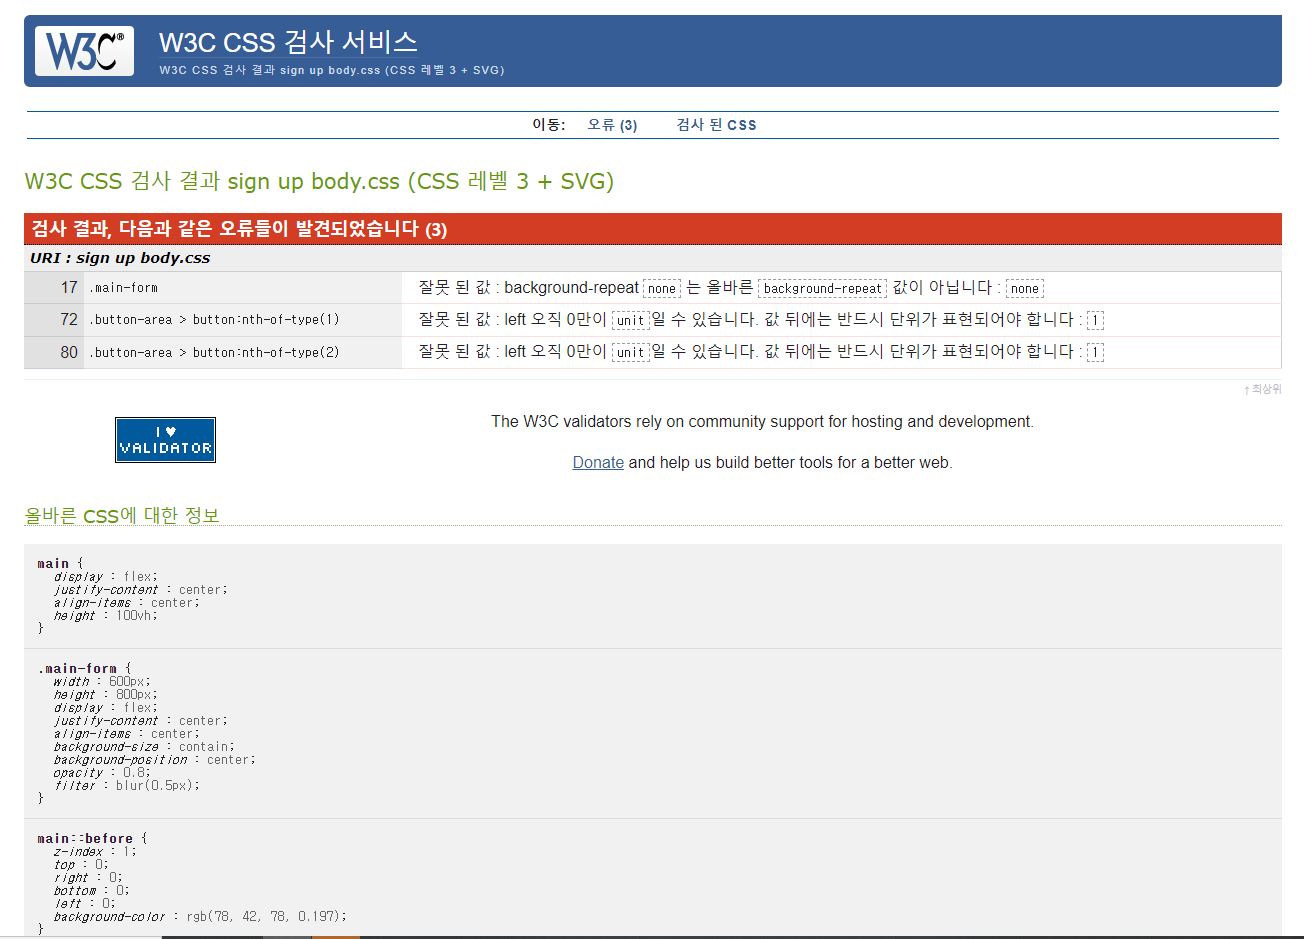 W3C®
W3C CSS 검사 서비스
W3C CSS 검사 결과 sign up body.css (CSS 레벨 3 + SVG)
이동: 오류 (3) 검사 된 CSS
W3C CSS 검사 결과 sign up body.css (CSS 레벨 3 + SVG)
검사 결과, 다음과 같은 오류들이 발견되었습니다 (3)
URI : sign up body.css
17 .main-form 잘못 된 값 : background-repeat none 는 올바른 background-repeat 값이 아닙니다 : none
72 .button-area > button:nth-of-type(1) 잘못 된 값 : left 오직 0만이 unit일 수 있습니다. 값 뒤에는 반드시 단위가 표현되어야 합니다 : 1
80 .button-area > button:nth-of-type(2) 잘못 된 값 : left 오직 0만이 unit일 수 있습니다. 값 뒤에는 반드시 단위가 표현되어야 합니다 : 1
↑ 최상위
I ♥
VALIDATOR
The W3C validators rely on community support for hosting and development.
Donate and help us build better tools for a better web.
올바른 CSS에 대한 정보
main {
display : flex;
justify-content : center;
align-items : center;
height : 100vh;
}
.main-form {
width : 600px;
height : 800px;
display : flex;
justify-content : center;
align-items : center;
background-size : contain;
background-position : center;
opacity : 0.8;
filter : blur(0.5px);
}
main::before {
z-index : 1;
top : 0;
right : 0;
bottom : 0;
left : 0;
background-color : rgb(78, 42, 78, 0.197);
}